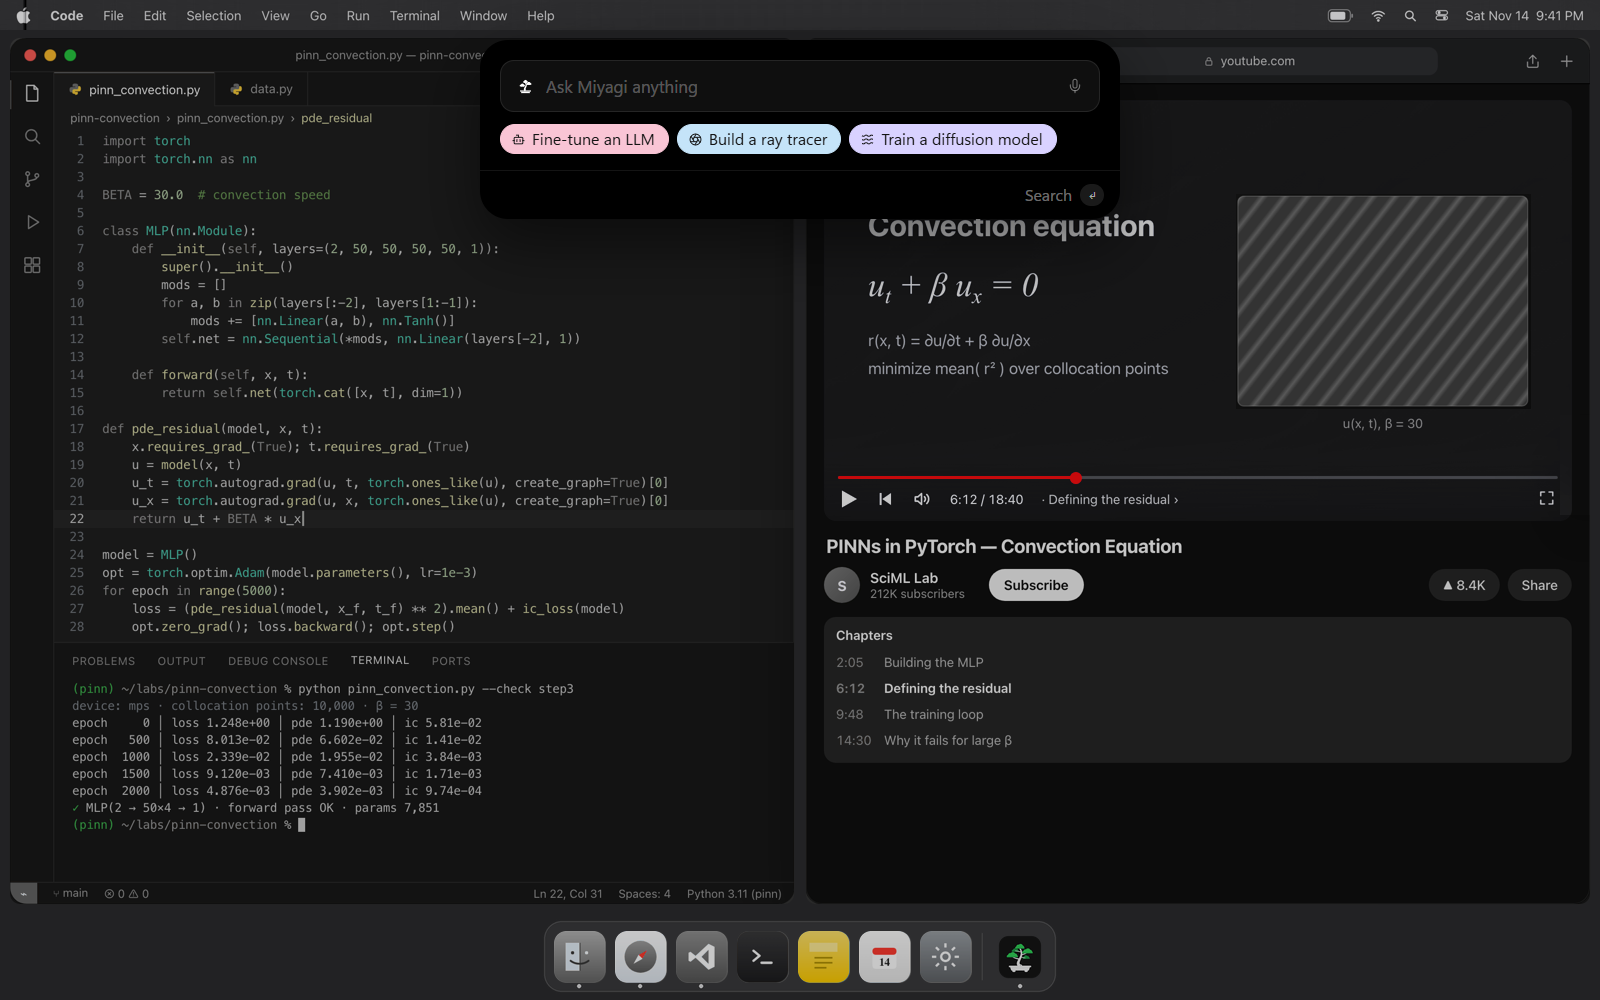 Code File Edit Selection View Go Run Terminal Window Help
Sat Nov 14 9:41 PM
pinn_convection.py — pinn-conve
pinn_convection.py
data.py
pinn-convection › pinn_convection.py › pde_residual
1 import torch
2 import torch.nn as nn
3
4 BETA = 30.0 # convection speed
5
6 class MLP(nn.Module):
7 def __init__(self, layers=(2, 50, 50, 50, 50, 1)):
8 super().__init__()
9 mods = []
10 for a, b in zip(layers[:-2], layers[1:-1]):
11 mods += [nn.Linear(a, b), nn.Tanh()]
12 self.net = nn.Sequential(*mods, nn.Linear(layers[-2], 1))
13
14 def forward(self, x, t):
15 return self.net(torch.cat([x, t], dim=1))
16
17 def pde_residual(model, x, t):
18 x.requires_grad_(True); t.requires_grad_(True)
19 u = model(x, t)
20 u_t = torch.autograd.grad(u, t, torch.ones_like(u), create_graph=True)[0]
21 u_x = torch.autograd.grad(u, x, torch.ones_like(u), create_graph=True)[0]
22 return u_t + BETA * u_x
23
24 model = MLP()
25 opt = torch.optim.Adam(model.parameters(), lr=1e-3)
26 for epoch in range(5000):
27 loss = (pde_residual(model, x_f, t_f) ** 2).mean() + ic_loss(model)
28 opt.zero_grad(); loss.backward(); opt.step()
PROBLEMS OUTPUT DEBUG CONSOLE TERMINAL PORTS
(pinn) ~/labs/pinn-convection % python pinn_convection.py --check step3
device: mps · collocation points: 10,000 · β = 30
epoch 0 | loss 1.248e+00 | pde 1.190e+00 | ic 5.81e-02
epoch 500 | loss 8.013e-02 | pde 6.602e-02 | ic 1.41e-02
epoch 1000 | loss 2.339e-02 | pde 1.955e-02 | ic 3.84e-03
epoch 1500 | loss 9.120e-03 | pde 7.410e-03 | ic 1.71e-03
epoch 2000 | loss 4.876e-03 | pde 3.902e-03 | ic 9.74e-04
✓ MLP(2 → 50×4 → 1) · forward pass OK · params 7,851
(pinn) ~/labs/pinn-convection %
main 0 0
Ln 22, Col 31 Spaces: 4 Python 3.11 (pinn)
Ask Miyagi anything
Fine-tune an LLM
Build a ray tracer
Train a diffusion model
Search
youtube.com
Convection equation
u_t + β u_x = 0
r(x, t) = ∂u/∂t + β ∂u/∂x
minimize mean( r² ) over collocation points
u(x, t), β = 30
6:12 / 18:40 · Defining the residual ›
PINNs in PyTorch — Convection Equation
S
SciML Lab
212K subscribers
Subscribe
▲ 8.4K
Share
Chapters
2:05 Building the MLP
6:12 Defining the residual
9:48 The training loop
14:30 Why it fails for large β
14